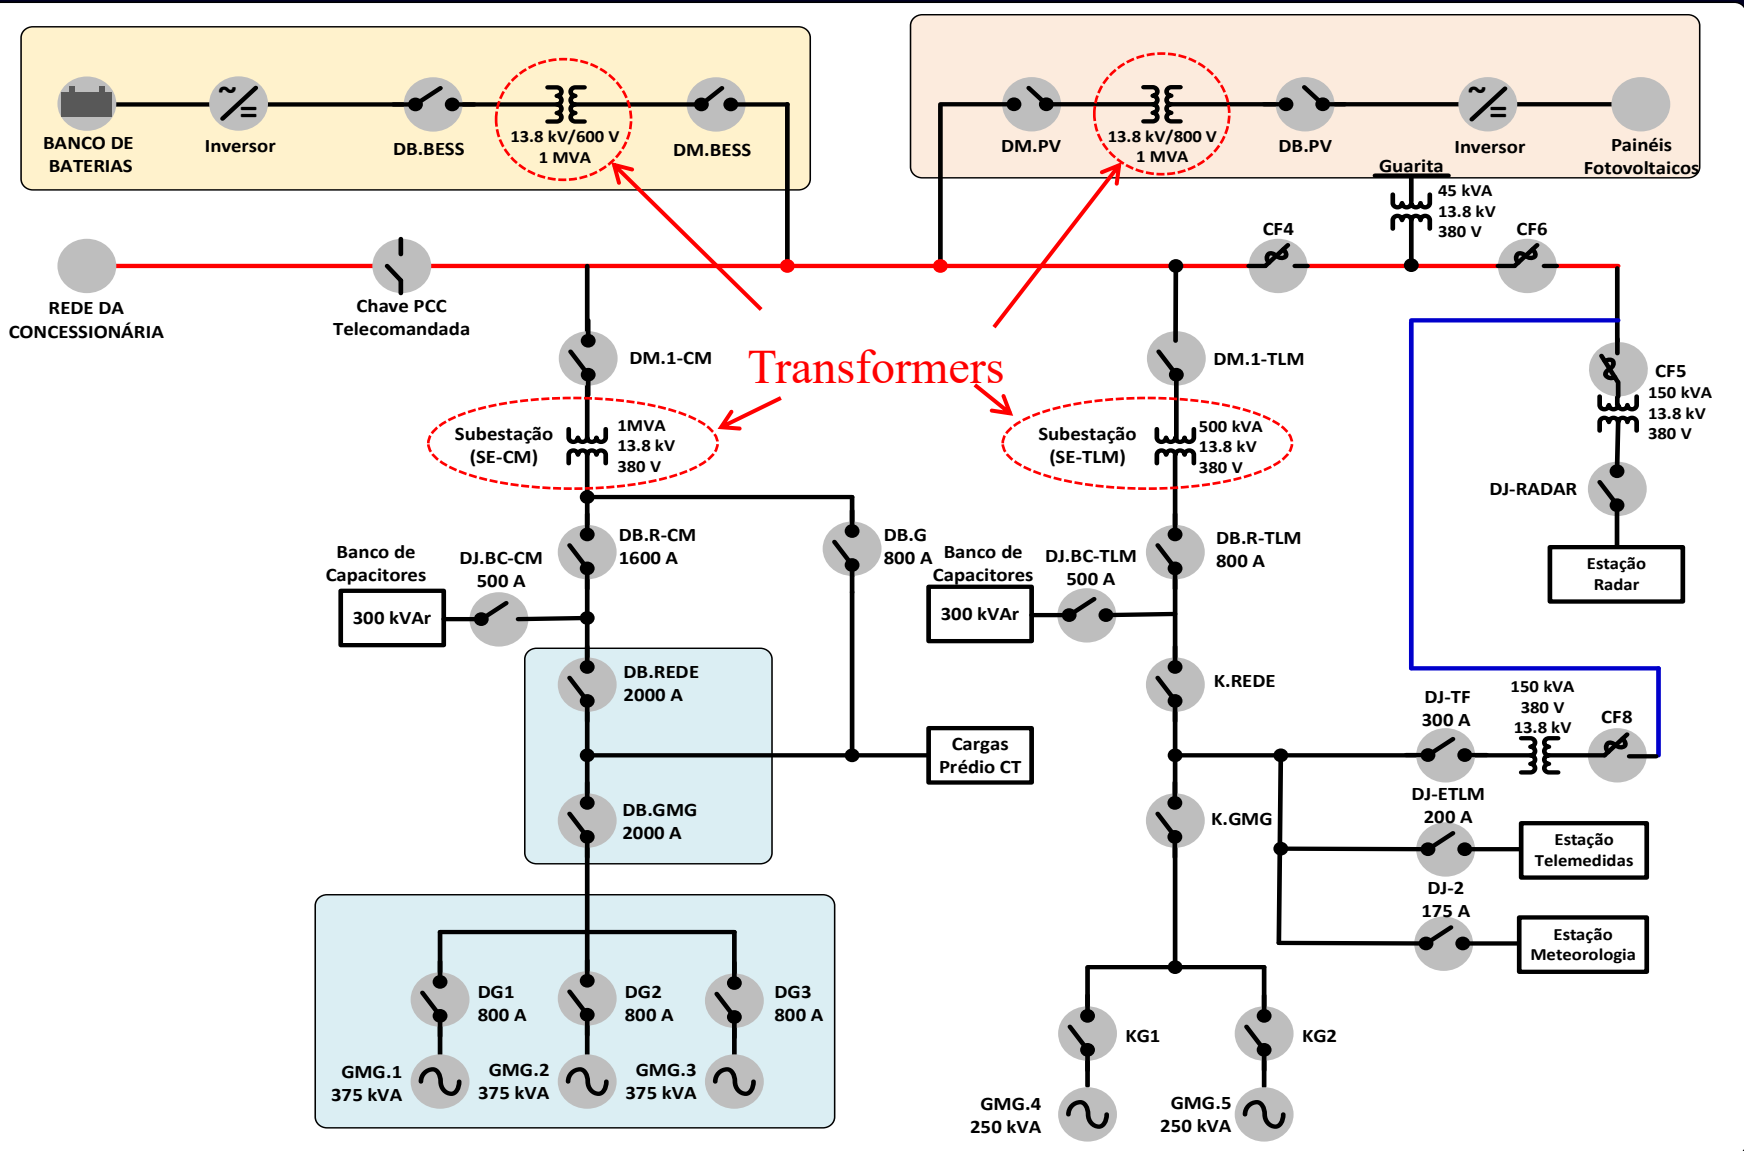 BANCO DE
BATERIAS
Inversor
DB.BESS
13.8 kV/600 V
1 MVA
DM.BESS
DM.PV
13.8 kV/800 V
1 MVA
DB.PV
Inversor
Painéis
Fotovoltaicos
Guarita
45 kVA
13.8 kV
380 V
CF4
CF6
REDE DA
CONCESSIONÁRIA
Chave PCC
Telecomandada
DM.1-CM
Transformers
DM.1-TLM
CF5
150 kVA
13.8 kV
380 V
Subestação
(SE-CM)
1MVA
13.8 kV
380 V
Subestação
(SE-TLM)
500 kVA
13.8 kV
380 V
DJ-RADAR
Estação
Radar
DB.R-CM
1600 A
DB.G
800 A
Banco de
Capacitores
DJ.BC-CM
500 A
300 kVAr
Banco de
Capacitores
DJ.BC-TLM
500 A
300 kVAr
DB.R-TLM
800 A
DB.REDE
2000 A
K.REDE
Cargas
Prédio CT
DB.GMG
2000 A
K.GMG
DJ-TF
300 A
150 kVA
380 V
13.8 kV
CF8
DJ-ETLM
200 A
Estação
Telemedidas
DJ-2
175 A
Estação
Meteorologia
DG1
800 A
DG2
800 A
DG3
800 A
GMG.1
375 kVA
GMG.2
375 kVA
GMG.3
375 kVA
KG1
KG2
GMG.4
250 kVA
GMG.5
250 kVA